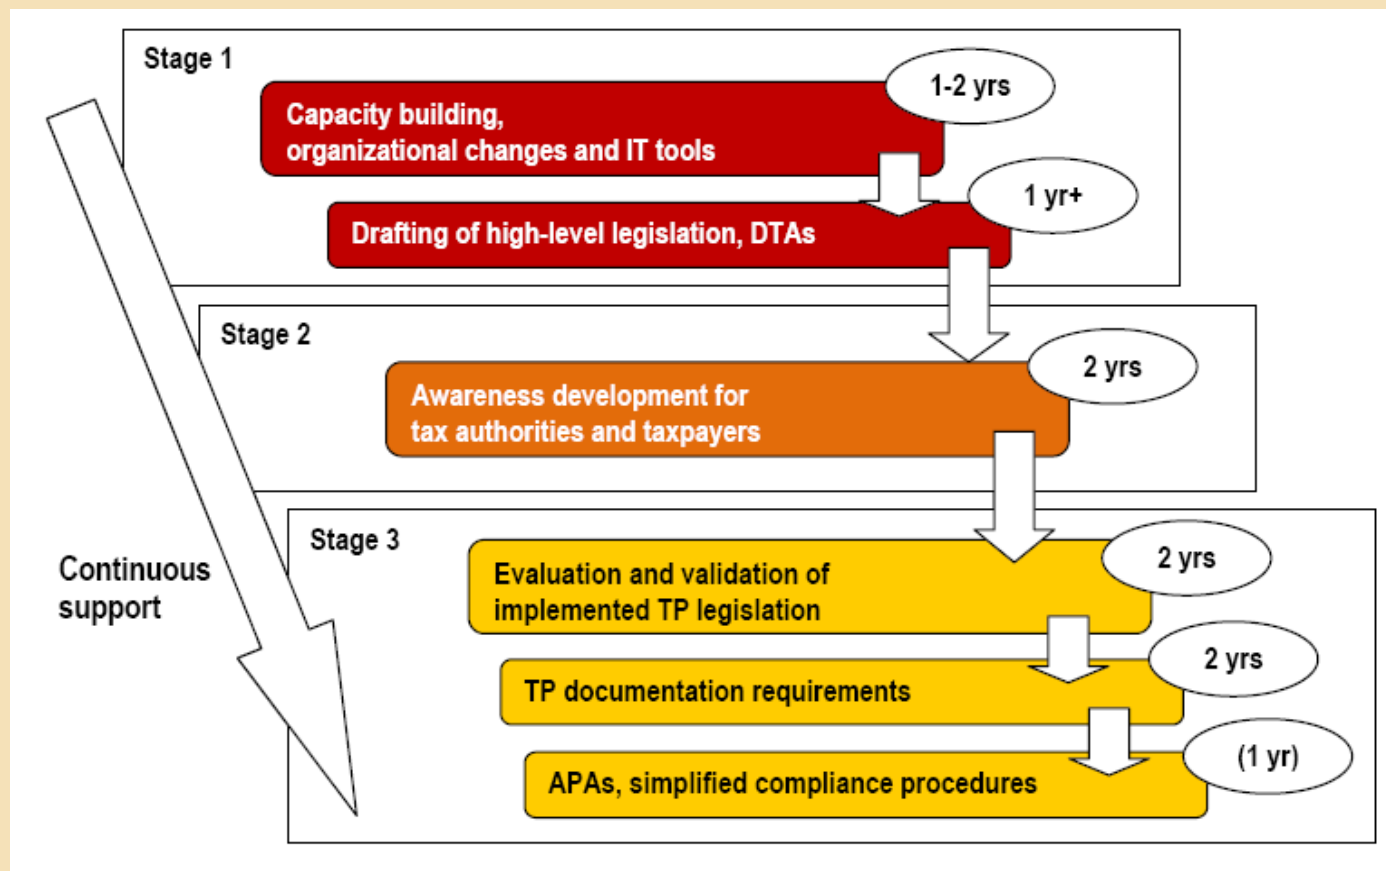 Stage 1
1-2 yrs
Capacity building,
organizational changes and IT tools
1 yr+
Drafting of high-level legislation, DTAs
Stage 2
2 yrs
Awareness development for
tax authorities and taxpayers
Stage 3
2 yrs
Evaluation and validation of
implemented TP legislation
Continuous
support
2 yrs
TP documentation requirements
(1 yr)
APAs, simplified compliance procedures